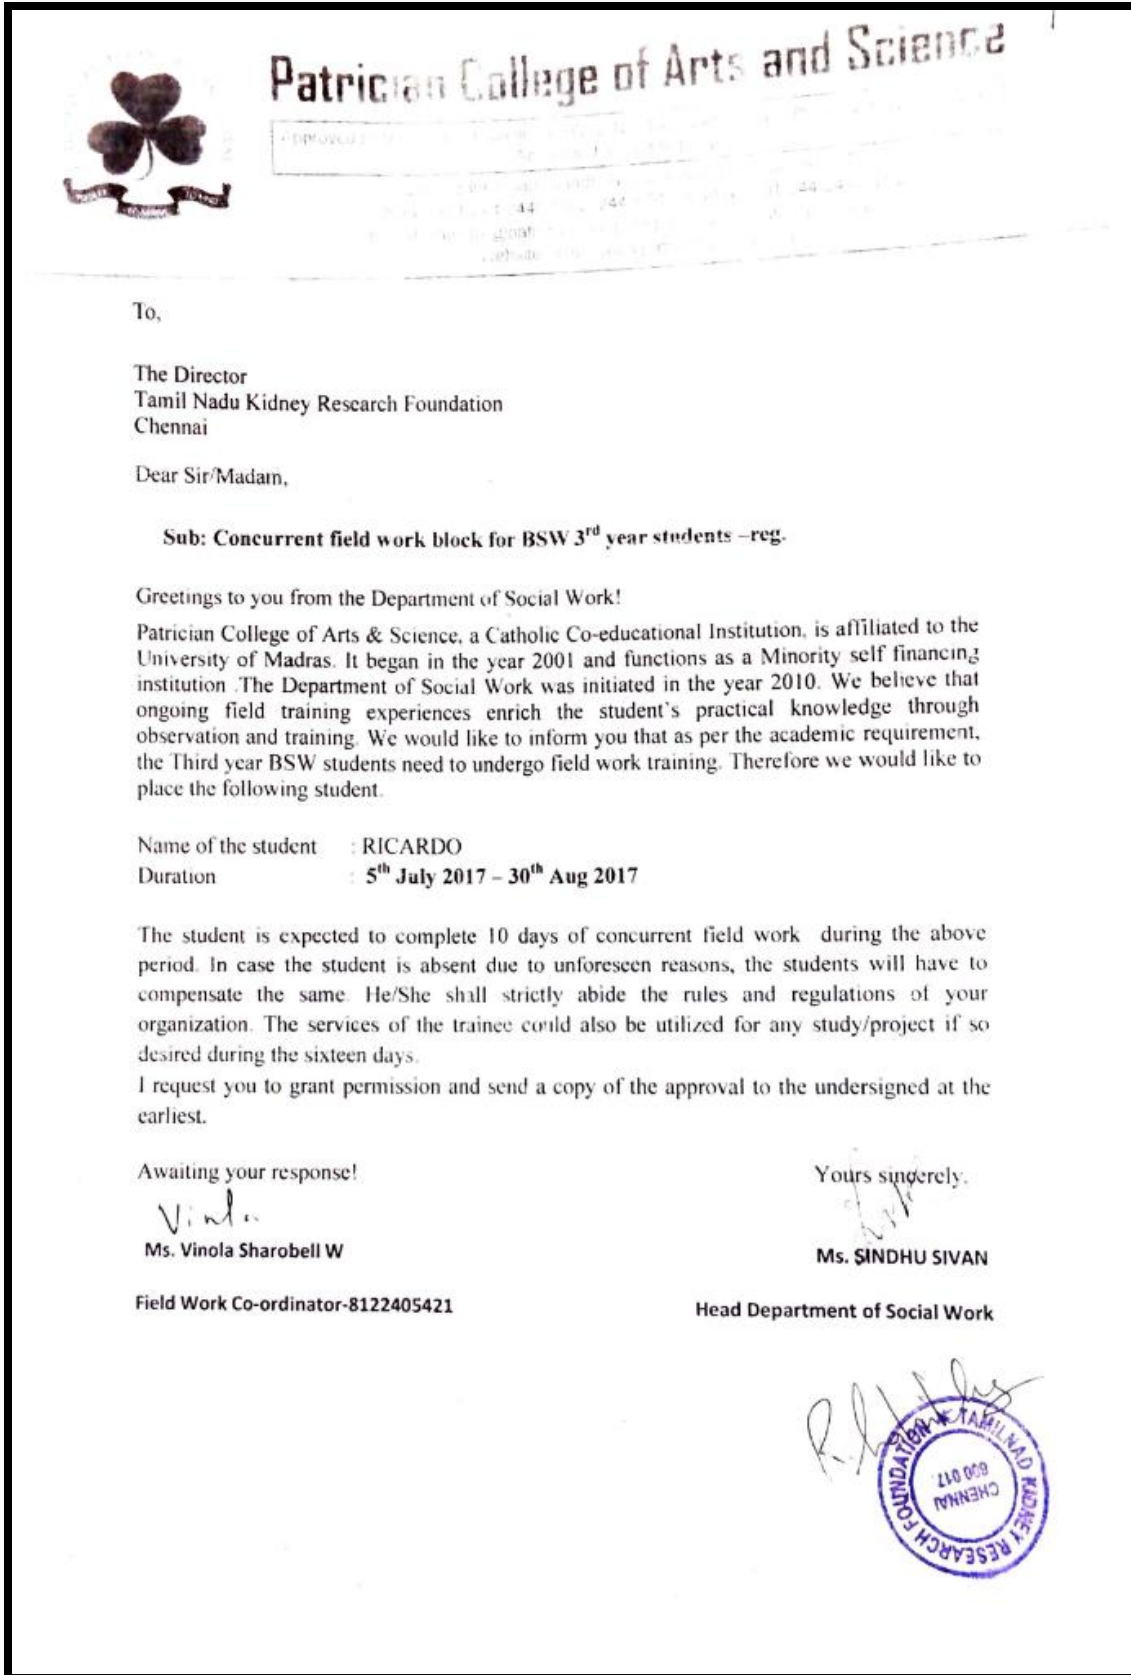 Patrician College of Arts and Science
To,
The Director
Tamil Nadu Kidney Research Foundation
Chennai
Dear Sir/Madam,
Sub: Concurrent field work block for BSW 3rd year students –reg.
Greetings to you from the Department of Social Work!
Patrician College of Arts & Science, a Catholic Co-educational Institution, is affiliated to the
University of Madras. It began in the year 2001 and functions as a Minority self financing
institution .The Department of Social Work was initiated in the year 2010. We believe that
ongoing field training experiences enrich the student's practical knowledge through
observation and training. We would like to inform you that as per the academic requirement,
the Third year BSW students need to undergo field work training. Therefore we would like to
place the following student.
Name of the student : RICARDO
Duration : 5th July 2017 – 30th Aug 2017
The student is expected to complete 10 days of concurrent field work during the above
period. In case the student is absent due to unforeseen reasons, the students will have to
compensate the same. He/She shall strictly abide the rules and regulations of your
organization. The services of the trainee could also be utilized for any study/project if so
desired during the sixteen days.
I request you to grant permission and send a copy of the approval to the undersigned at the
earliest.
Awaiting your response! Yours sincerely.
Ms. Vinola Sharobell W
Ms. SINDHU SIVAN
Field Work Co-ordinator-8122405421
Head Department of Social Work
TAMILNAD KIDNEY RESEARCH FOUNDATION
CHENNAI
600 017.